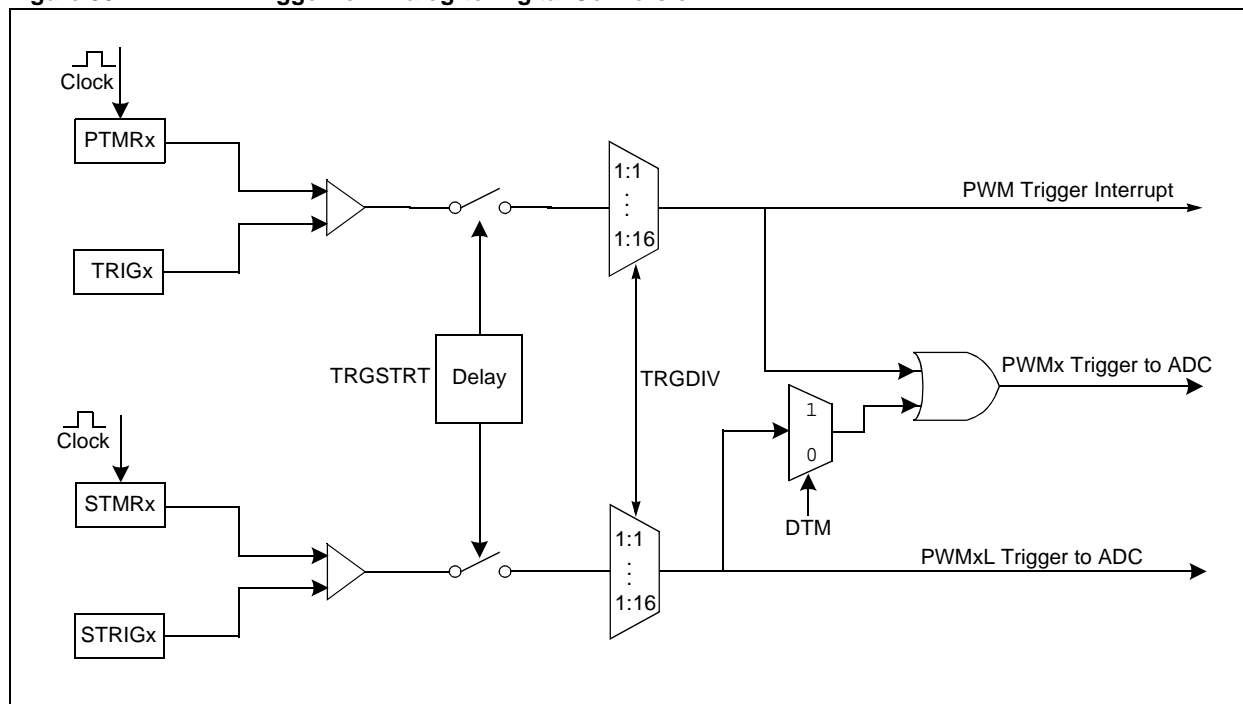 Clock
PTMRx
TRIGx
1:1
1:16
PWM Trigger Interrupt
TRGSTRT
Delay
TRGDIV
1
0
DTM
PWMx Trigger to ADC
Clock
STMRx
STRIGx
1:1
1:16
PWMxL Trigger to ADC